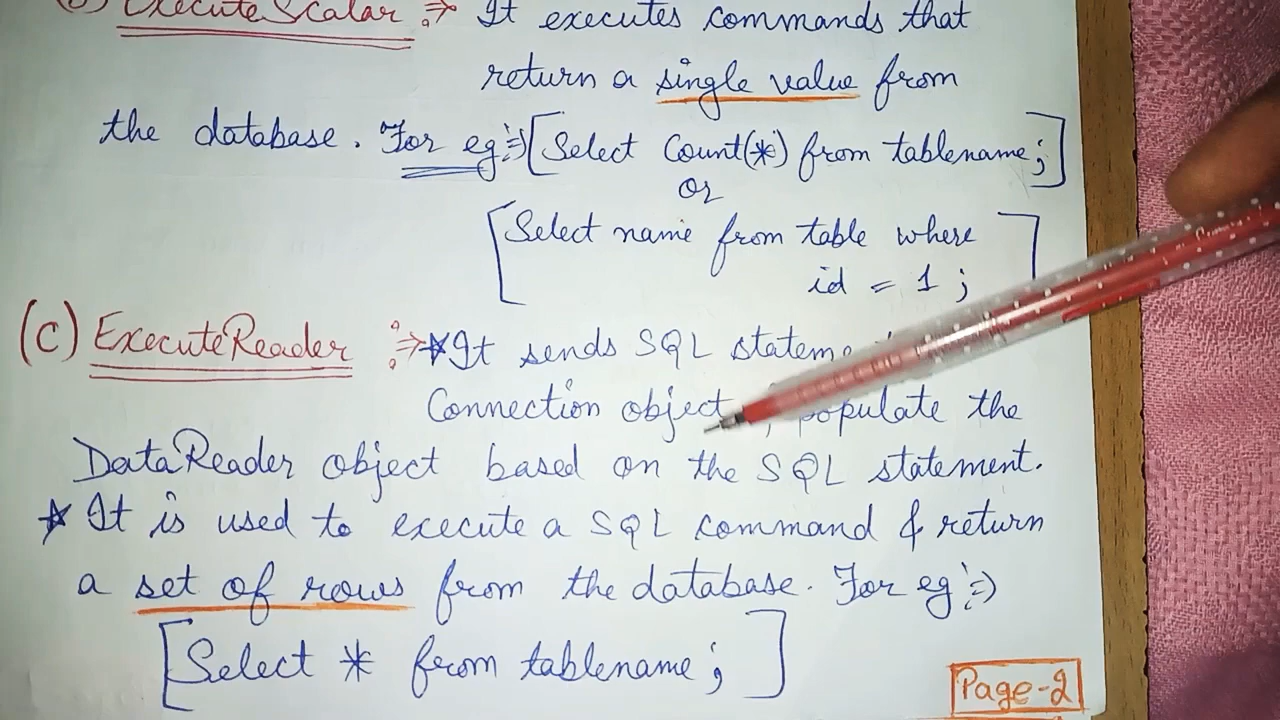 (b) ExecuteScalar :⇒ It executes commands that
return a single value from
the database. For eg:⇒ [Select Count(*) from tablename;]
or
[Select name from table where
id = 1 ;]
(C) ExecuteReader :⇒ *It sends SQL
Connection object, populate the
DataReader object based on the SQL statement.
* It is used to execute a SQL command & return
a set of rows from the database. For eg:⇒)
[Select * from tablename;]
Page-2